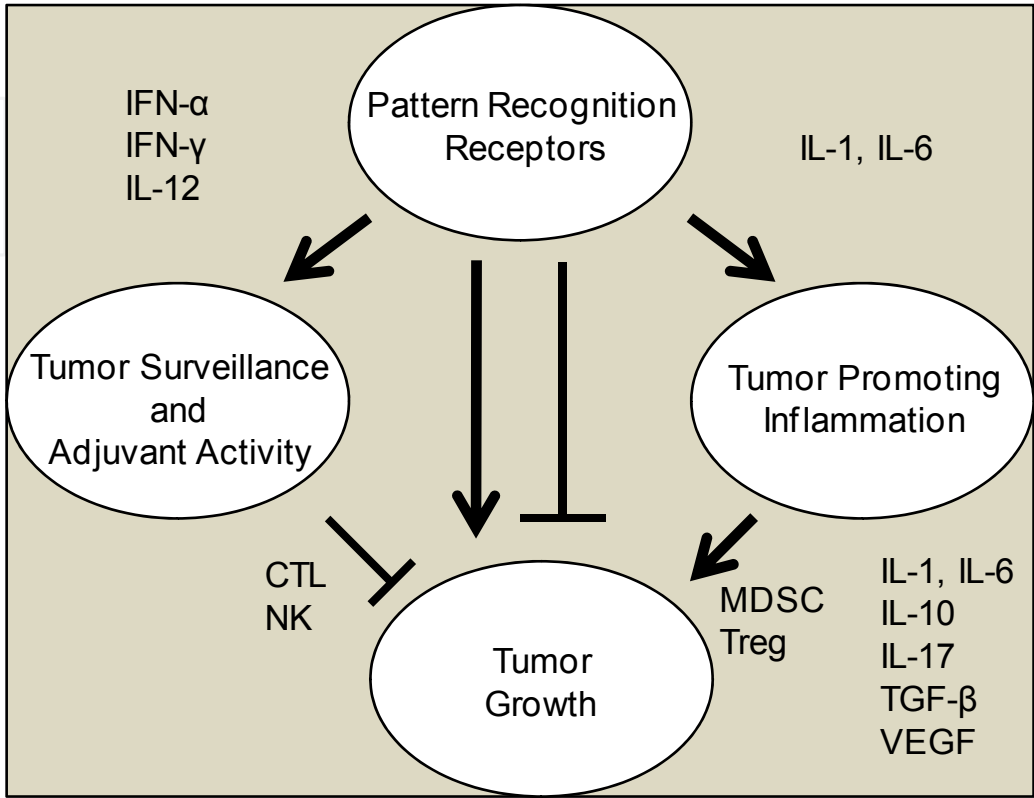 Pattern Recognition
Receptors
IFN-α
IFN-γ
IL-12
IL-1, IL-6
Tumor Surveillance
and
Adjuvant Activity
Tumor Promoting
Inflammation
CTL
NK
MDSC
Treg
IL-1, IL-6
IL-10
IL-17
TGF-β
VEGF
Tumor
Growth